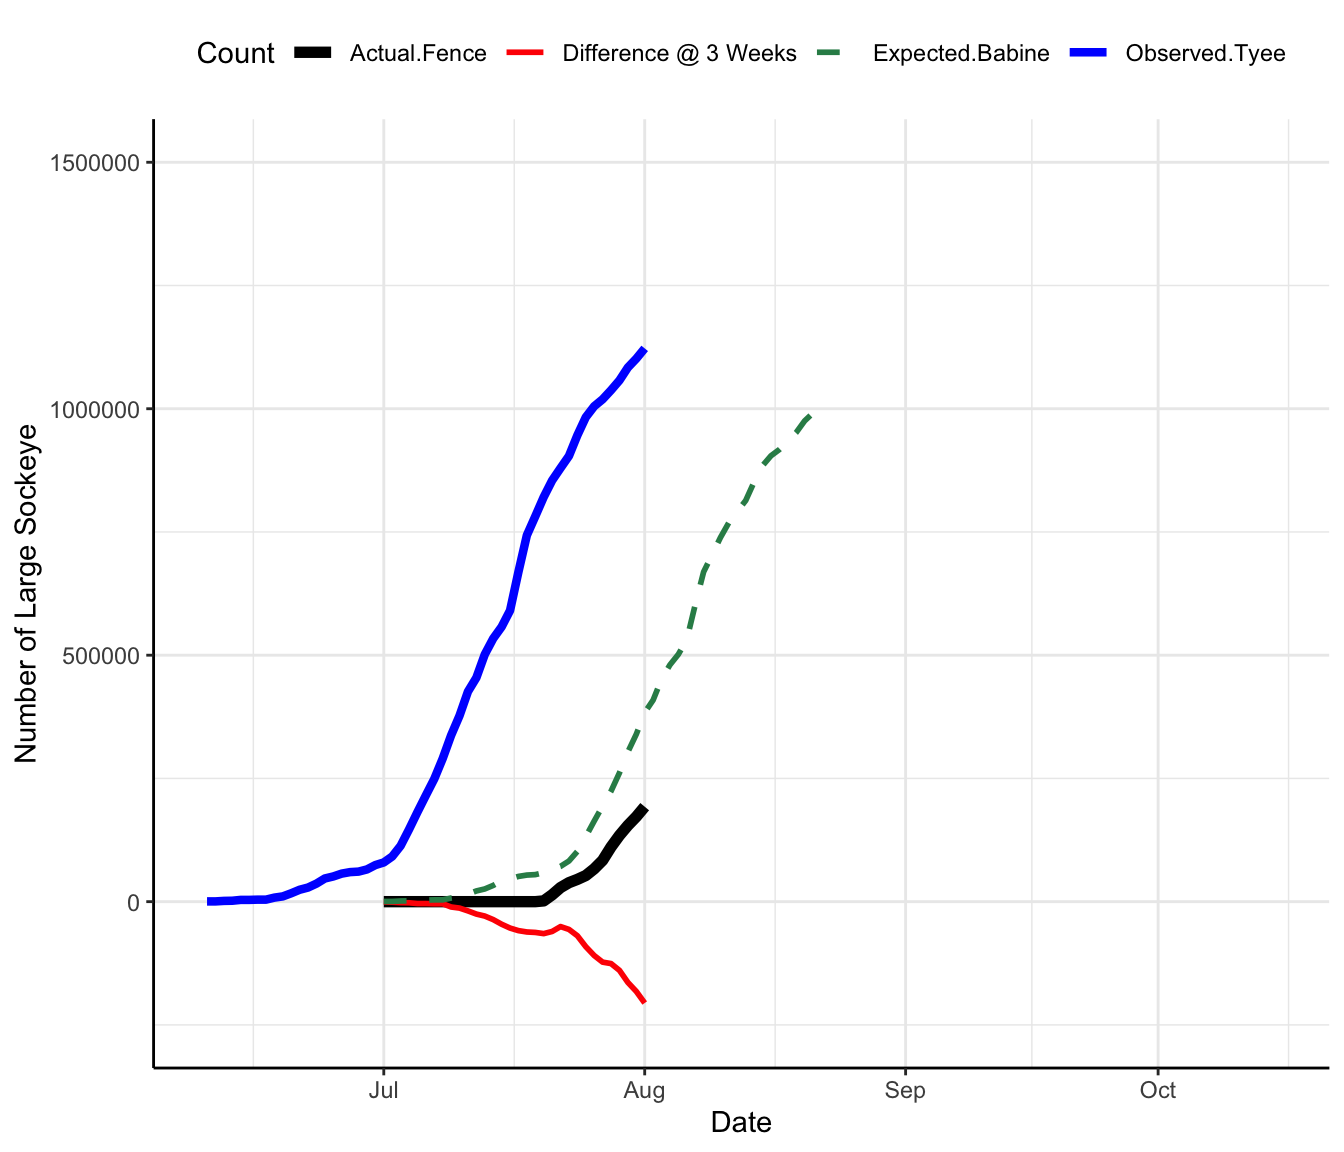 Count Actual.Fence Difference @ 3 Weeks Expected.Babine Observed.Tyee
1500000
1000000
500000
0
Number of Large Sockeye
Jul Aug Sep Oct
Date